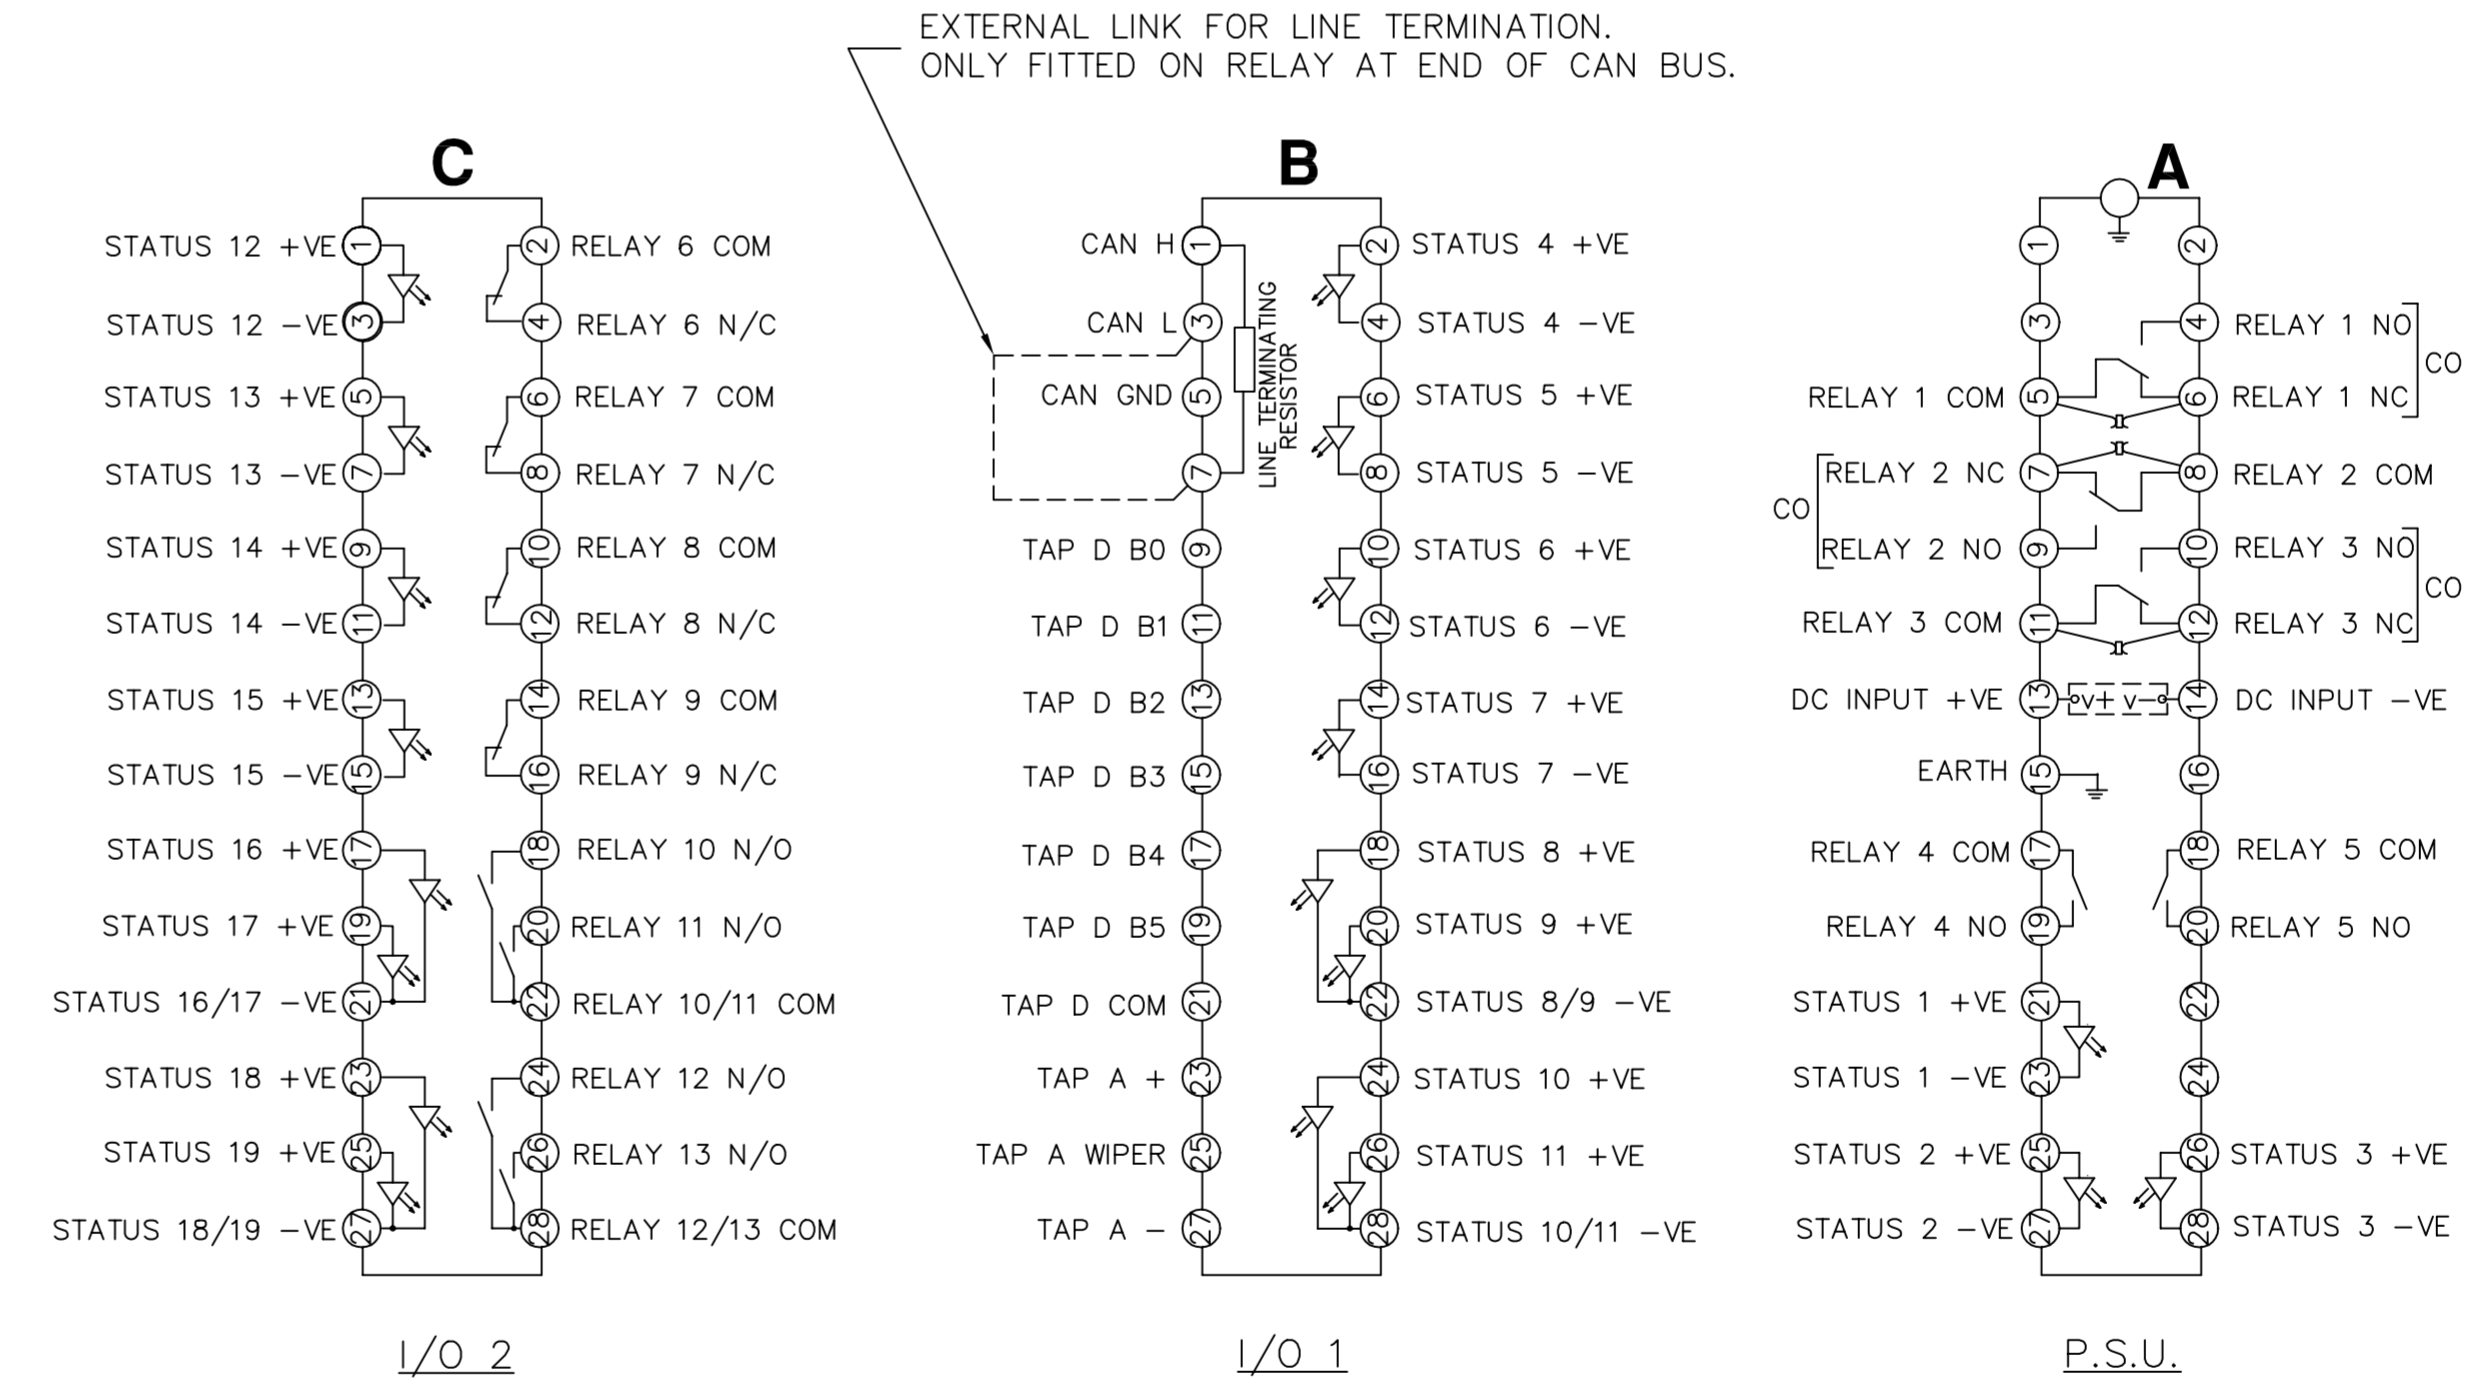 EXTERNAL LINK FOR LINE TERMINATION.
ONLY FITTED ON RELAY AT END OF CAN BUS.
C
STATUS 12 +VE 1 2 RELAY 6 COM
STATUS 12 -VE 3 4 RELAY 6 N/C
STATUS 13 +VE 5 6 RELAY 7 COM
STATUS 13 -VE 7 8 RELAY 7 N/C
STATUS 14 +VE 9 10 RELAY 8 COM
STATUS 14 -VE 11 12 RELAY 8 N/C
STATUS 15 +VE 13 14 RELAY 9 COM
STATUS 15 -VE 15 16 RELAY 9 N/C
STATUS 16 +VE 17 18 RELAY 10 N/O
STATUS 17 +VE 19 20 RELAY 11 N/O
STATUS 16/17 -VE 21 22 RELAY 10/11 COM
STATUS 18 +VE 23 24 RELAY 12 N/O
STATUS 19 +VE 25 26 RELAY 13 N/O
STATUS 18/19 -VE 27 28 RELAY 12/13 COM
I/O 2
B
CAN H 1 2 STATUS 4 +VE
CAN L 3 4 STATUS 4 -VE
CAN GND 5 6 STATUS 5 +VE
7 8 STATUS 5 -VE
LINE TERMINATING
RESISTOR
TAP D B0 9 10 STATUS 6 +VE
TAP D B1 11 12 STATUS 6 -VE
TAP D B2 13 14 STATUS 7 +VE
TAP D B3 15 16 STATUS 7 -VE
TAP D B4 17 18 STATUS 8 +VE
TAP D B5 19 20 STATUS 9 +VE
TAP D COM 21 22 STATUS 8/9 -VE
TAP A + 23 24 STATUS 10 +VE
TAP A WIPER 25 26 STATUS 11 +VE
TAP A - 27 28 STATUS 10/11 -VE
I/O 1
A
1 2
3 4 RELAY 1 NO
CO
RELAY 1 COM 5 6 RELAY 1 NC
RELAY 2 NC 7 8 RELAY 2 COM
CO
RELAY 2 NO 9 10 RELAY 3 NO
CO
RELAY 3 COM 11 12 RELAY 3 NC
DC INPUT +VE 13 V+ V- 14 DC INPUT -VE
EARTH 15 16
RELAY 4 COM 17 18 RELAY 5 COM
RELAY 4 NO 19 20 RELAY 5 NO
STATUS 1 +VE 21 22
STATUS 1 -VE 23 24
STATUS 2 +VE 25 26 STATUS 3 +VE
STATUS 2 -VE 27 28 STATUS 3 -VE
P.S.U.